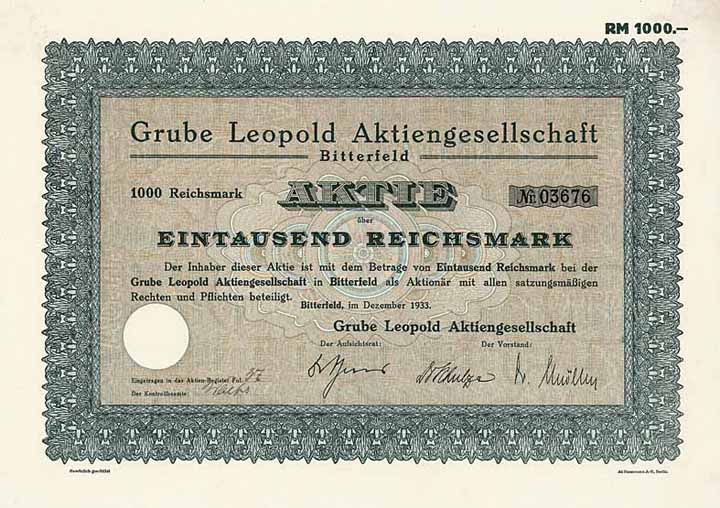 RM 1000.—
Grube Leopold Aktiengesellschaft
Bitterfeld
1000 Reichsmark AKTIE Nr. 03676
über
EINTAUSEND REICHSMARK
Der Inhaber dieser Aktie ist mit dem Betrage von Eintausend Reichsmark bei der
Grube Leopold Aktiengesellschaft in Bitterfeld als Aktionär mit allen satzungsmäßigen
Rechten und Pflichten beteiligt. Bitterfeld, im Dezember 1933.
Grube Leopold Aktiengesellschaft
Der Aufsichtsrat: Der Vorstand:
Eingetragen in das Aktien-Register Fol. 
Der Kontrollbeamte: